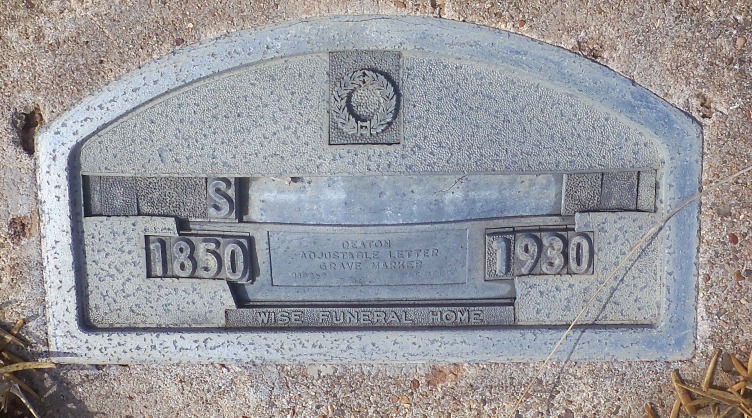 S
1850 1930
DEATON
ADJUSTABLE LETTER
GRAVE MARKER
WISE FUNERAL HOME